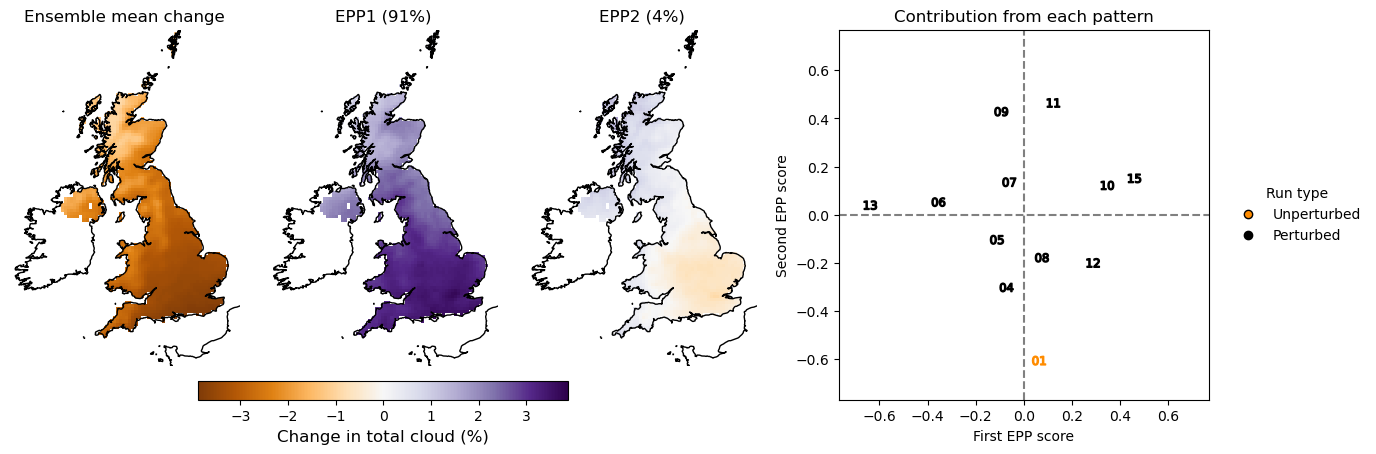 Ensemble mean change
EPP1 (91%)
EPP2 (4%)
−3 −2 −1 0 1 2 3
Change in total cloud (%)
Contribution from each pattern
Second EPP score
0.6
0.4
0.2
0.0
−0.2
−0.4
−0.6
09
11
07
10
15
13
06
05
08
12
04
01
−0.6 −0.4 −0.2 0.0 0.2 0.4 0.6
First EPP score
Run type
Unperturbed
Perturbed